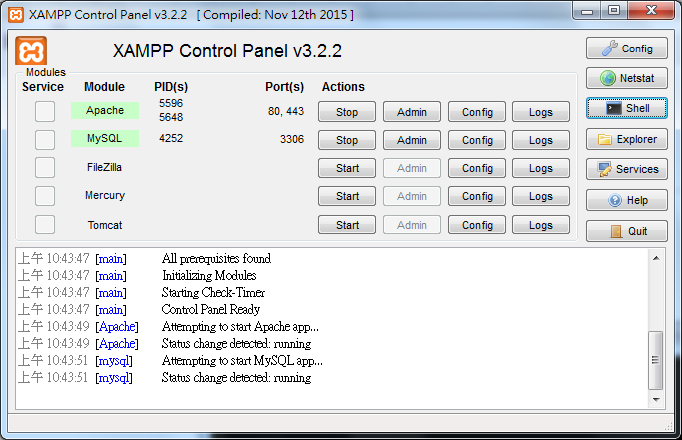 XAMPP Control Panel v3.2.2 [ Compiled: Nov 12th 2015 ]
XAMPP Control Panel v3.2.2
Config
Modules
Service Module PID(s) Port(s) Actions
Netstat
Apache 5596 5648 80, 443 Stop Admin Config Logs
Shell
MySQL 4252 3306 Stop Admin Config Logs
Explorer
FileZilla Start Admin Config Logs
Services
Mercury Start Admin Config Logs
Help
Tomcat Start Admin Config Logs
Quit
上午 10:43:47 [main] All prerequisites found
上午 10:43:47 [main] Initializing Modules
上午 10:43:47 [main] Starting Check-Timer
上午 10:43:47 [main] Control Panel Ready
上午 10:43:49 [Apache] Attempting to start Apache app...
上午 10:43:49 [Apache] Status change detected: running
上午 10:43:51 [mysql] Attempting to start MySQL app...
上午 10:43:51 [mysql] Status change detected: running